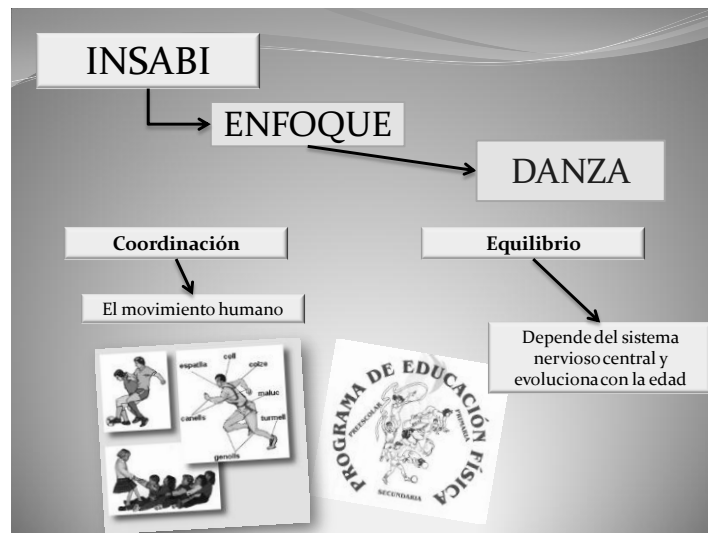 INSABI
ENFOQUE
DANZA
Coordinación
Equilibrio
El movimiento humano
Depende del sistema
nervioso central y
evoluciona con la edad
espatlla
coll
colze
maluc
canells
turmell
genolls
PROGRAMA DE EDUCACIÓN FÍSICA
PREESCOLAR
PRIMARIA
SECUNDARIA